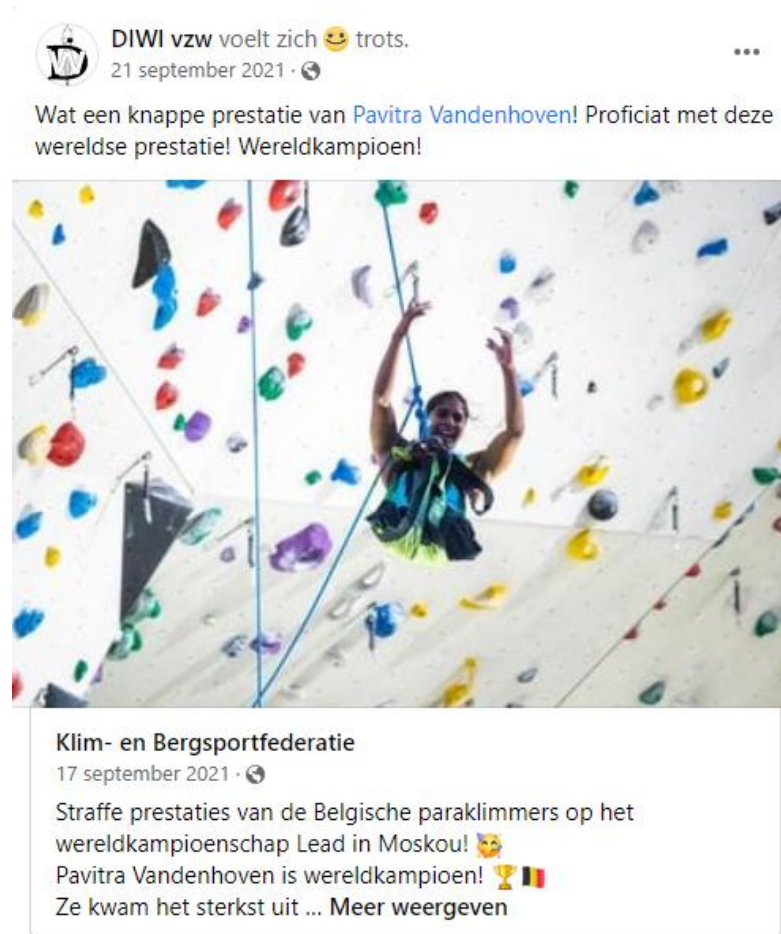 DIWI vzw voelt zich 😃 trots.
21 september 2021 ·
Wat een knappe prestatie van Pavitra Vandenhoven! Proficiat met deze
wereldse prestatie! Wereldkampioen!
Klim- en Bergsportfederatie
17 september 2021 ·
Straffe prestaties van de Belgische paraklimmers op het
wereldkampioenschap Lead in Moskou! 🥳
Pavitra Vandenhoven is wereldkampioen! 🏆🇧🇪
Ze kwam het sterkst uit ... Meer weergeven